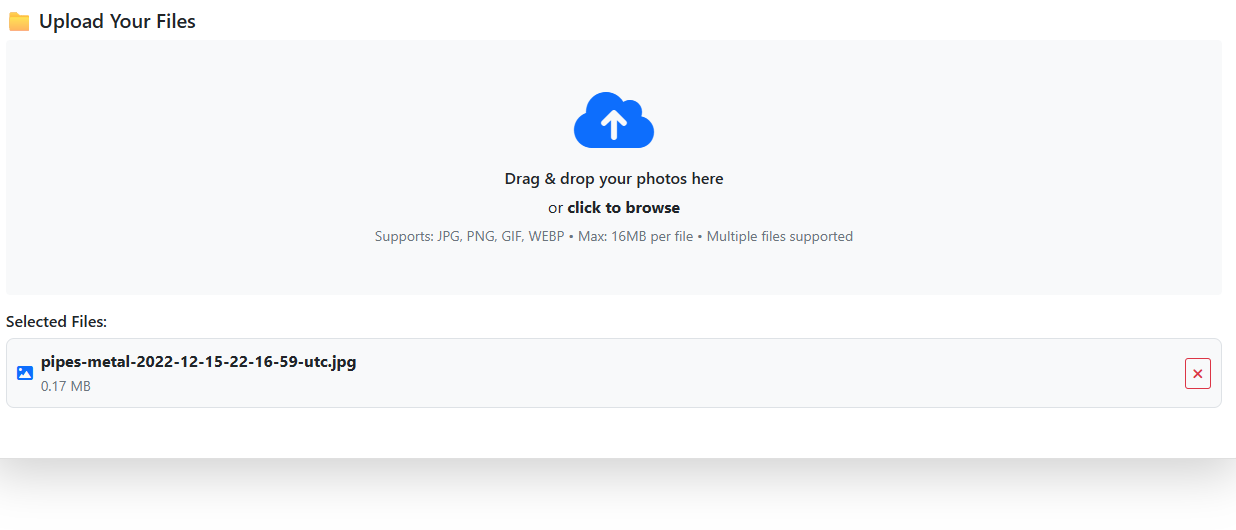 Upload Your Files
Drag & drop your photos here
or click to browse
Supports: JPG, PNG, GIF, WEBP • Max: 16MB per file • Multiple files supported
Selected Files:
pipes-metal-2022-12-15-22-16-59-utc.jpg
0.17 MB